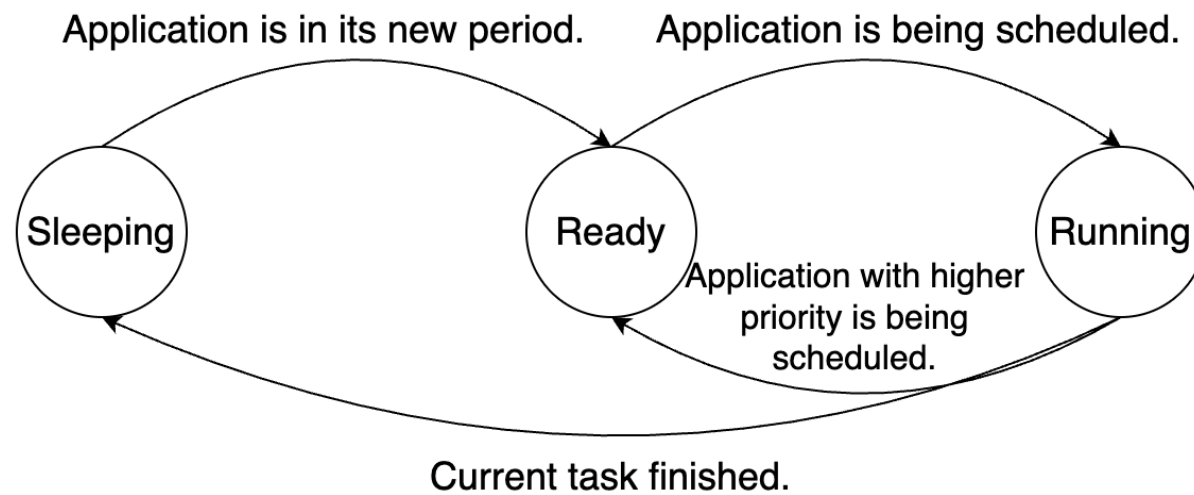 Application is in its new period.
Application is being scheduled.
Sleeping
Ready
Running
Application with higher
priority is being
scheduled.
Current task finished.